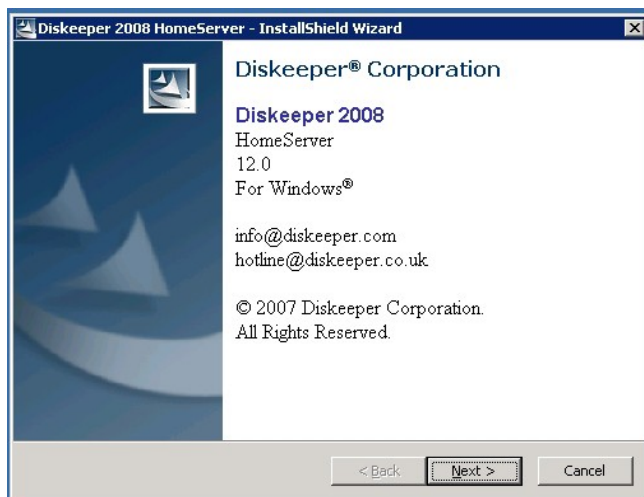 Diskeeper 2008 HomeServer - InstallShield Wizard
Diskeeper® Corporation
Diskeeper 2008
HomeServer
12.0
For Windows®
info@diskeeper.com
hotline@diskeeper.co.uk
© 2007 Diskeeper Corporation.
All Rights Reserved.
< Back Next > Cancel